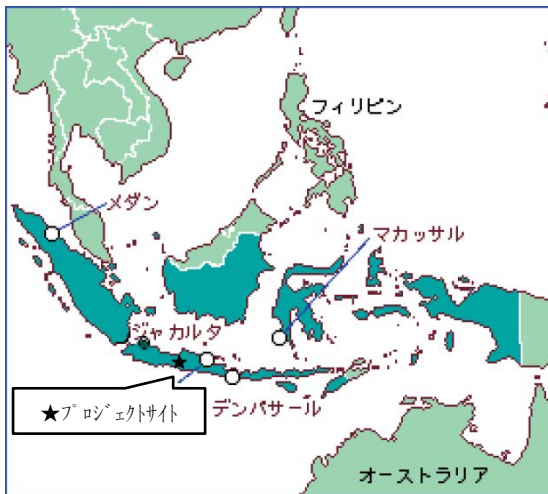 フィリピン
メダン
マカッサル
ジャカルタ
★プロジェクトサイト
デンパサール
オーストラリア